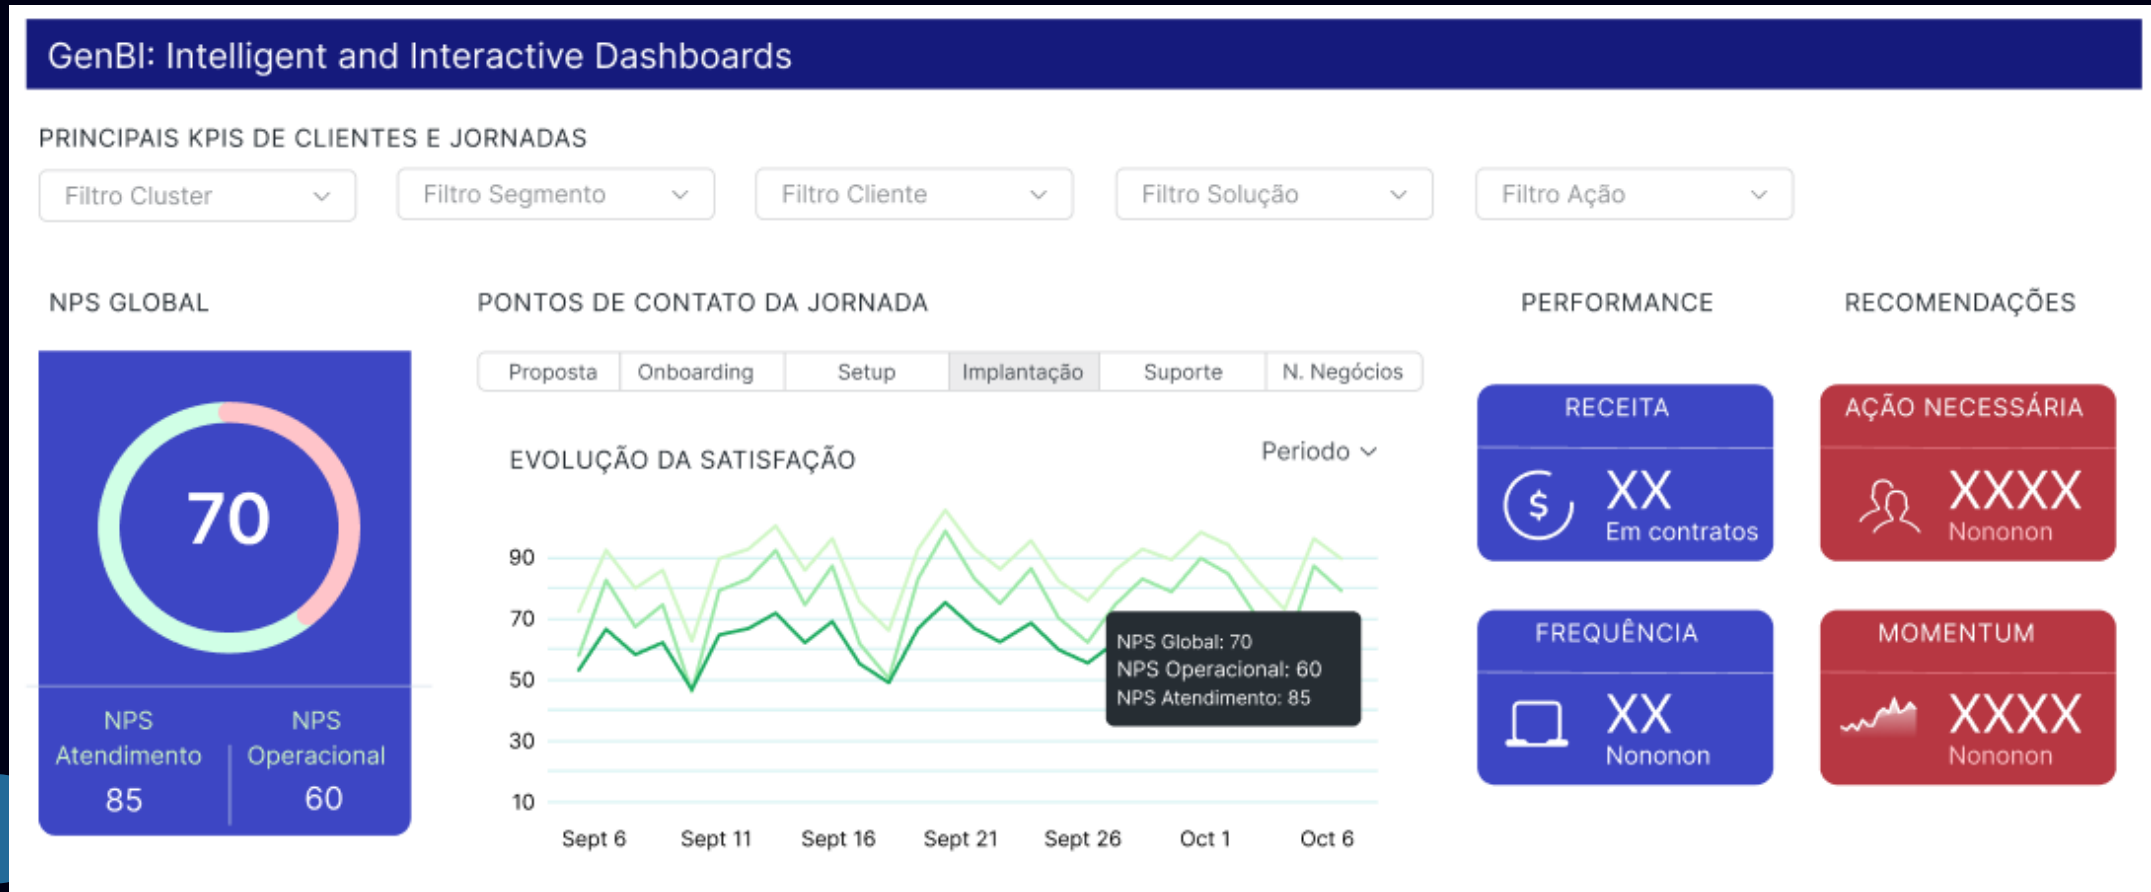 GenBI: Intelligent and Interactive Dashboards
PRINCIPAIS KPIS DE CLIENTES E JORNADAS
Filtro Cluster
Filtro Segmento
Filtro Cliente
Filtro Solução
Filtro Ação
NPS GLOBAL
70
NPS Atendimento
85
NPS Operacional
60
PONTOS DE CONTATO DA JORNADA
Proposta
Onboarding
Setup
Implantação
Suporte
N. Negócios
EVOLUÇÃO DA SATISFAÇÃO
Periodo
90
70
50
30
10
NPS Global: 70
NPS Operacional: 60
NPS Atendimento: 85
Sept 6
Sept 11
Sept 16
Sept 21
Sept 26
Oct 1
Oct 6
PERFORMANCE
RECEITA
$
XX
Em contratos
FREQUÊNCIA
XX
Nononon
RECOMENDAÇÕES
AÇÃO NECESSÁRIA
XXXX
Nononon
MOMENTUM
XXXX
Nononon